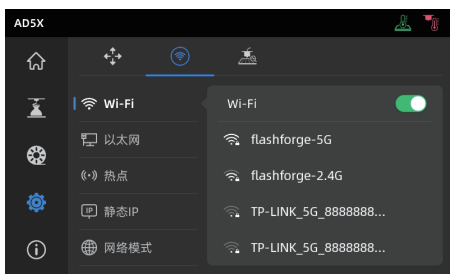 AD5X
Wi-Fi
以太网
热点
IP 静态IP
网络模式
Wi-Fi
flashforge-5G
flashforge-2.4G
TP-LINK_5G_8888888...
TP-LINK_5G_8888888...